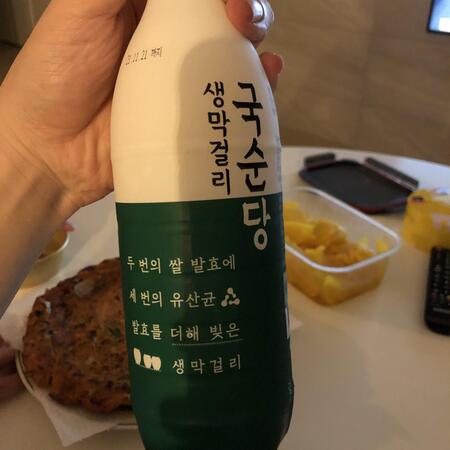 23.11.21 까지
국순당
생막걸리
두 번의 쌀 발효에
세 번의 유산균
발효를 더해 빚은
생막걸리